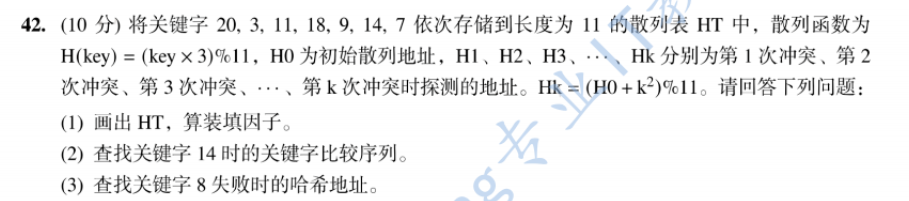 42. (10 分) 将关键字 20, 3, 11, 18, 9, 14, 7 依次存储到长度为 11 的散列表 HT 中，散列函数为
H(key) = (key × 3)%11，H0 为初始散列地址，H1、H2、H3、⋯、Hk 分别为第 1 次冲突、第 2
次冲突、第 3 次冲突、⋯、第 k 次冲突时探测的地址。Hk = (H0 + k²)%11。请回答下列问题：
(1) 画出 HT，算装填因子。
(2) 查找关键字 14 时的关键字比较序列。
(3) 查找关键字 8 失败时的哈希地址。
专业IT